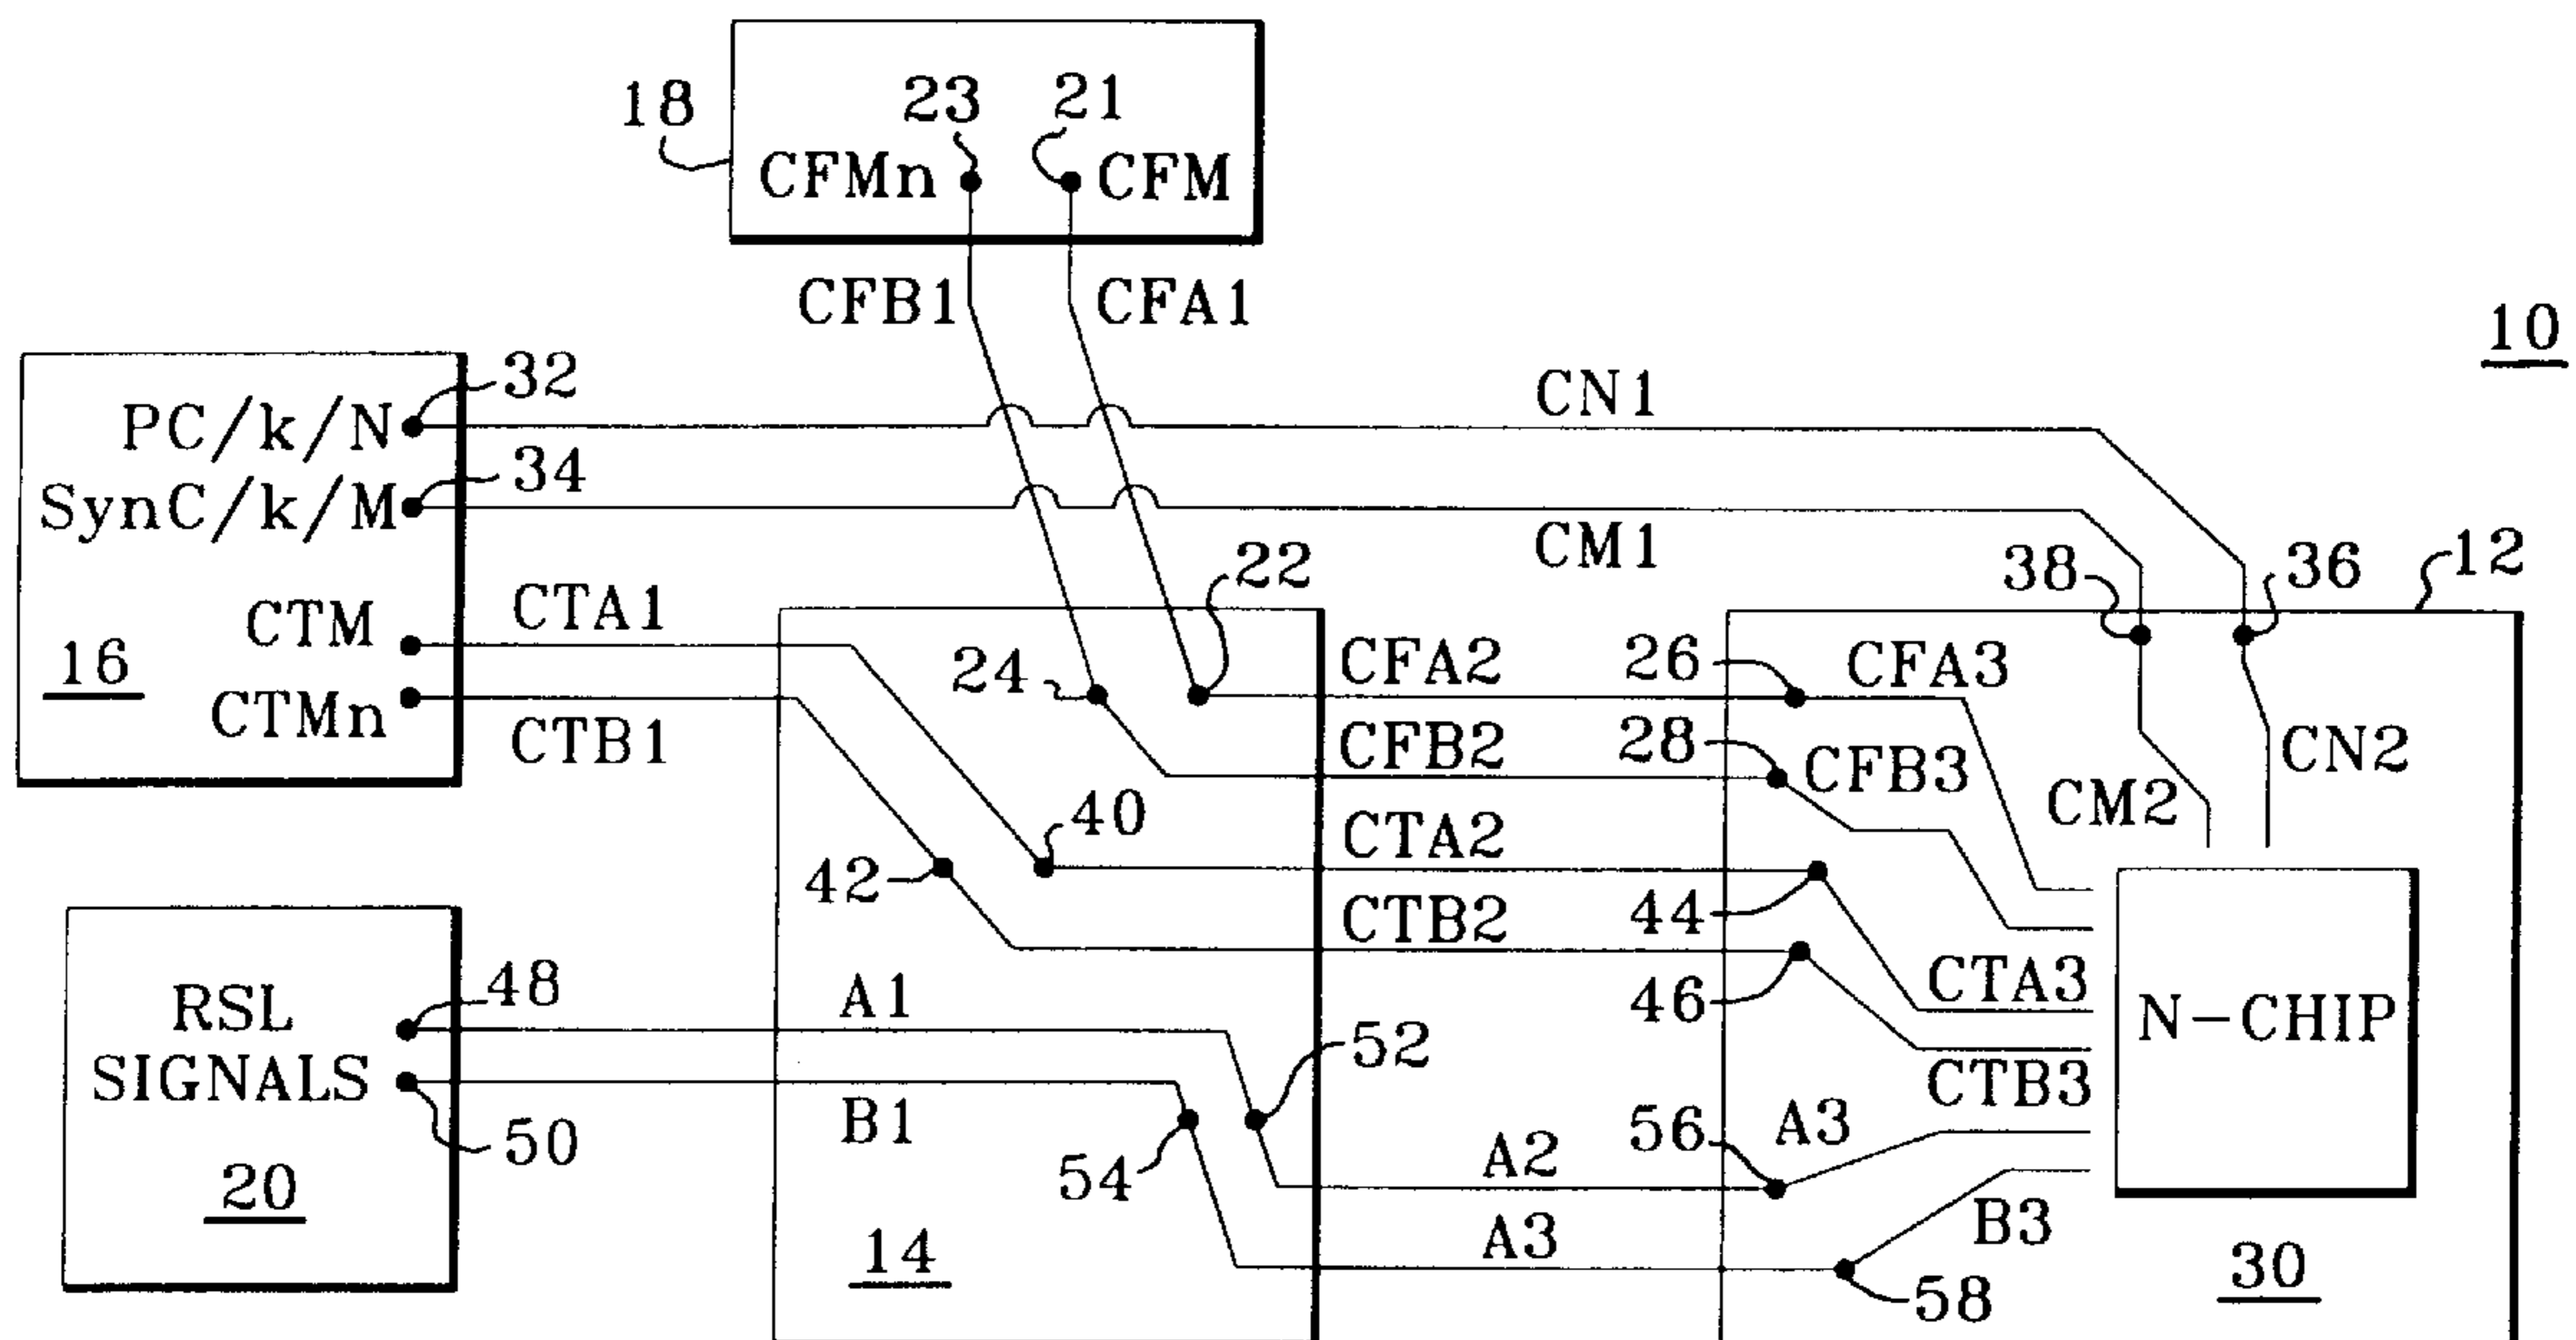 18
23
21
CFMn
CFM
CFB1
CFA1
10
32
PC/k/N
CN1
34
SynC/k/M
CM1
22
38
36
12
CTM
CTA1
16
24
CFA2
26
CFA3
CTMn
CTB1
CFB2
28
CFB3
CN2
CM2
40
42
CTA2
44
CTB2
48
A1
46
CTA3
RSL
SIGNALS
N-CHIP
52
CTB3
B1
50
54
56
A3
A2
20
14
A3
B3
58
30